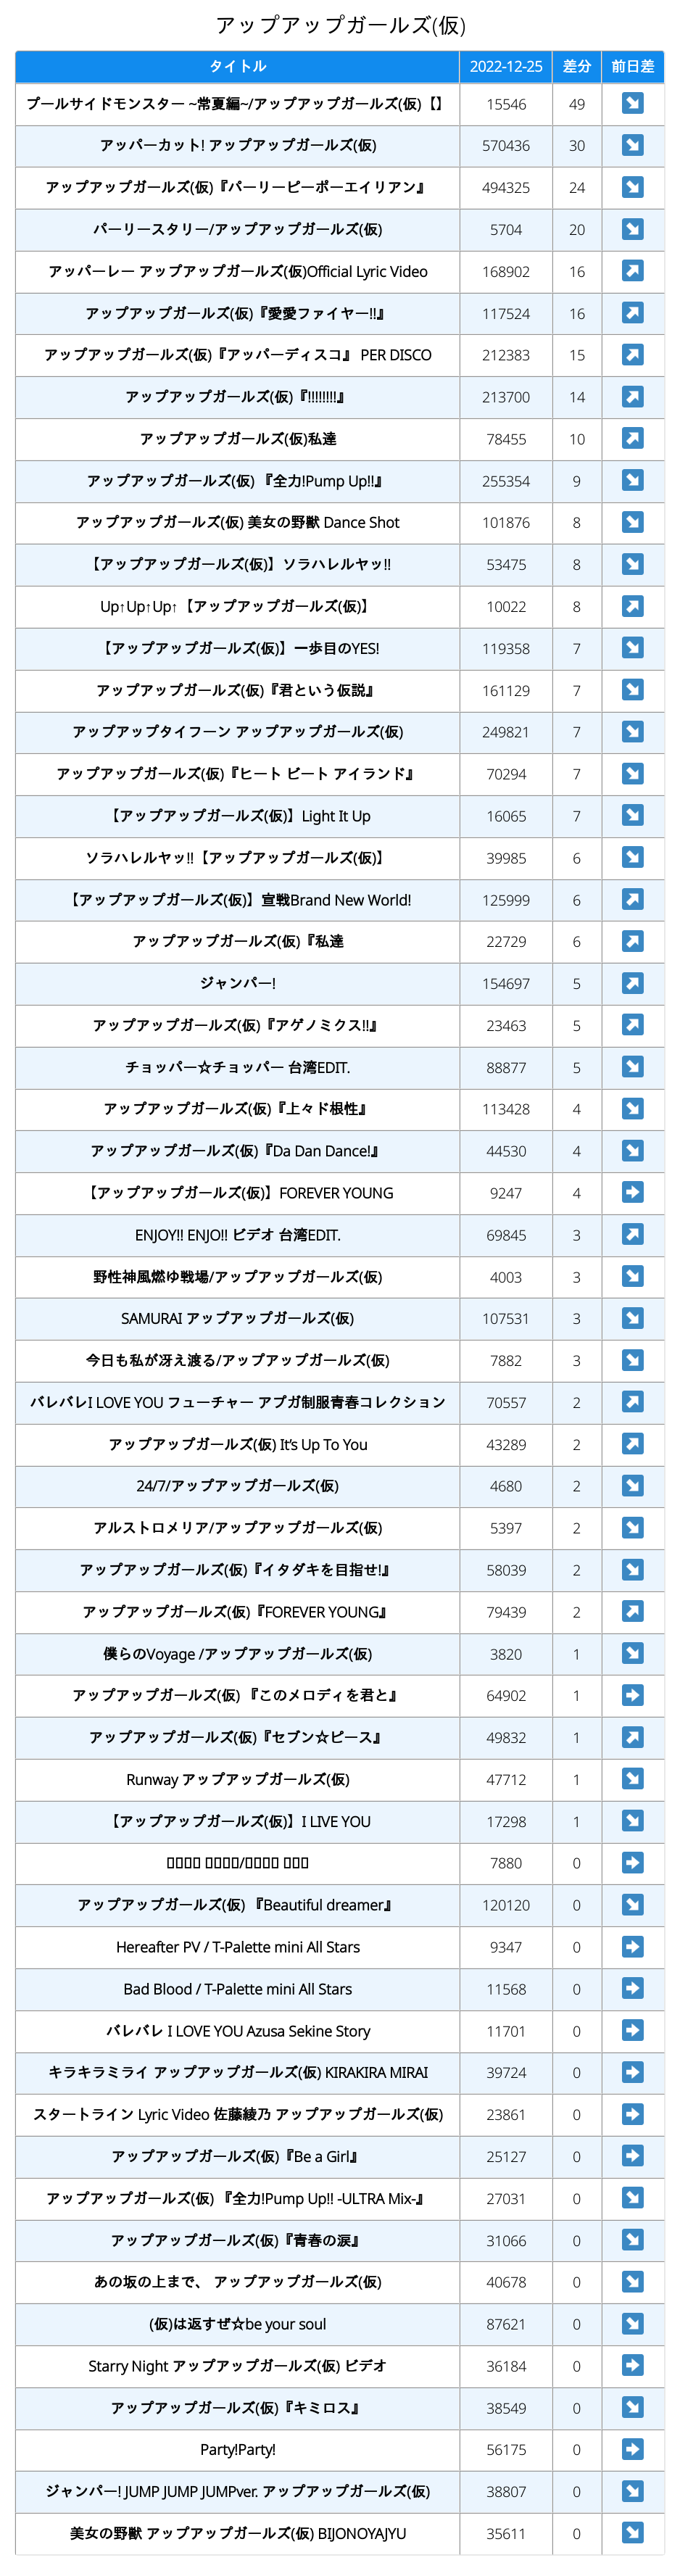 アップアップガールズ(仮)
タイトル 2022-12-25 差分 前日差
プールサイドモンスター ~常夏編~/アップアップガールズ(仮)【】 15546 49 ↘
アッパーカット! アップアップガールズ(仮) 570436 30 ↘
アップアップガールズ(仮)『パーリーピーポーエイリアン』 494325 24 ↘
パーリースタリー/アップアップガールズ(仮) 5704 20 ↘
アッパーレー アップアップガールズ(仮)Official Lyric Video 168902 16 ↗
アップアップガールズ(仮)『愛愛ファイヤー!!』 117524 16 ↗
アップアップガールズ(仮)『アッパーディスコ』 PER DISCO 212383 15 ↗
アップアップガールズ(仮)『!!!!!!!!』 213700 14 ↗
アップアップガールズ(仮)私達 78455 10 ↗
アップアップガールズ(仮) 『全力!Pump Up!!』 255354 9 ↘
アップアップガールズ(仮) 美女の野獣 Dance Shot 101876 8 ↘
【アップアップガールズ(仮)】ソラハレルヤッ!! 53475 8 ↘
Up↑Up↑Up↑【アップアップガールズ(仮)】 10022 8 ↗
【アップアップガールズ(仮)】一歩目のYES! 119358 7 ↘
アップアップガールズ(仮)『君という仮説』 161129 7 ↘
アップアップタイフーン アップアップガールズ(仮) 249821 7 ↘
アップアップガールズ(仮)『ヒート ビート アイランド』 70294 7 ↘
【アップアップガールズ(仮)】Light It Up 16065 7 ↘
ソラハレルヤッ!!【アップアップガールズ(仮)】 39985 6 ↘
【アップアップガールズ(仮)】宣戦Brand New World! 125999 6 ↗
アップアップガールズ(仮)『私達 22729 6 ↗
ジャンパー! 154697 5 ↗
アップアップガールズ(仮)『アゲノミクス!!』 23463 5 ↗
チョッパー☆チョッパー 台湾EDIT. 88877 5 ↘
アップアップガールズ(仮)『上々ド根性』 113428 4 ↘
アップアップガールズ(仮)『Da Dan Dance!』 44530 4 ↘
【アップアップガールズ(仮)】FOREVER YOUNG 9247 4 ➡
ENJOY!! ENJO!! ビデオ 台湾EDIT. 69845 3 ↗
野性神風燃ゆ戦場/アップアップガールズ(仮) 4003 3 ↘
SAMURAI アップアップガールズ(仮) 107531 3 ↘
今日も私が冴え渡る/アップアップガールズ(仮) 7882 3 ↘
バレバレI LOVE YOU フューチャー アプガ制服青春コレクション 70557 2 ↗
アップアップガールズ(仮) It's Up To You 43289 2 ↗
24/7/アップアップガールズ(仮) 4680 2 ↘
アルストロメリア/アップアップガールズ(仮) 5397 2 ↘
アップアップガールズ(仮)『イタダキを目指せ!』 58039 2 ↘
アップアップガールズ(仮)『FOREVER YOUNG』 79439 2 ↗
僕らのVoyage /アップアップガールズ(仮) 3820 1 ↘
アップアップガールズ(仮) 『このメロディを君と』 64902 1 ➡
アップアップガールズ(仮)『セブン☆ピース』 49832 1 ↗
Runway アップアップガールズ(仮) 47712 1 ↘
【アップアップガールズ(仮)】I LIVE YOU 17298 1 ↘
▯▯▯▯ ▯▯▯▯/▯▯▯▯ ▯▯▯ 7880 0 ➡
アップアップガールズ(仮) 『Beautiful dreamer』 120120 0 ↘
Hereafter PV / T-Palette mini All Stars 9347 0 ➡
Bad Blood / T-Palette mini All Stars 11568 0 ➡
バレバレ I LOVE YOU Azusa Sekine Story 11701 0 ➡
キラキラミライ アップアップガールズ(仮) KIRAKIRA MIRAI 39724 0 ➡
スタートライン Lyric Video 佐藤綾乃 アップアップガールズ(仮) 23861 0 ➡
アップアップガールズ(仮)『Be a Girl』 25127 0 ➡
アップアップガールズ(仮) 『全力!Pump Up!! -ULTRA Mix-』 27031 0 ↘
アップアップガールズ(仮)『青春の涙』 31066 0 ↘
あの坂の上まで、 アップアップガールズ(仮) 40678 0 ↘
(仮)は返すぜ☆be your soul 87621 0 ↘
Starry Night アップアップガールズ(仮) ビデオ 36184 0 ➡
アップアップガールズ(仮)『キミロス』 38549 0 ↘
Party!Party! 56175 0 ➡
ジャンパー! JUMP JUMP JUMPver. アップアップガールズ(仮) 38807 0 ↘
美女の野獣 アップアップガールズ(仮) BIJONOYAJYU 35611 0 ↘